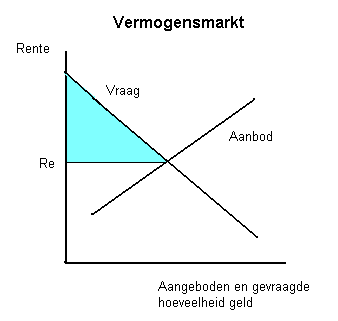 Vermogensmarkt
Rente
Vraag
Aanbod
Re
Aangeboden en gevraagde
hoeveelheid geld